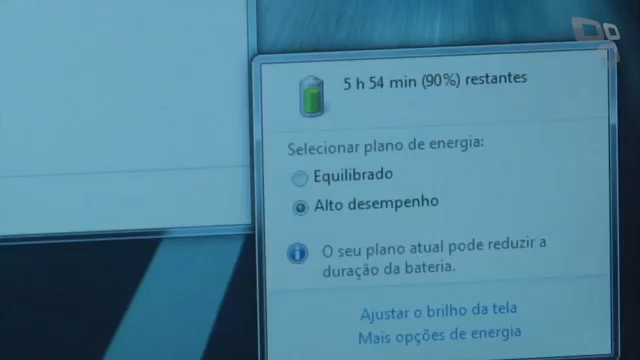 5 h 54 min (90%) restantes
Selecionar plano de energia:
Equilibrado
Alto desempenho
O seu plano atual pode reduzir a
duração da bateria.
Ajustar o brilho da tela
Mais opções de energia